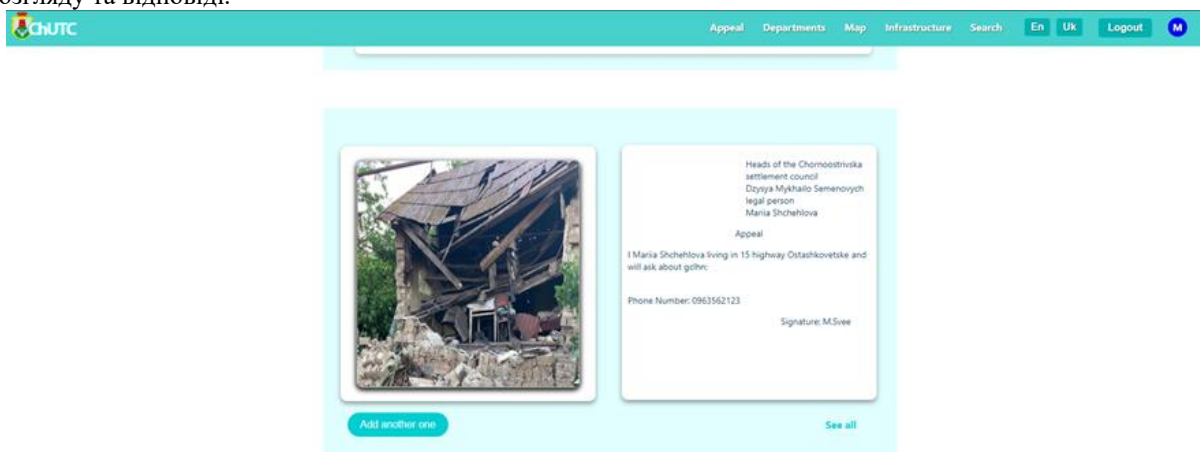 озгляду та відповіді.
ChUTC
Appeal Departments Map Infrastructure Search En Uk Logout M
Heads of the Chornoostrivska
settlement council
Dzysya Mykhailo Semenovych
legal person
Mariia Shchehlova
Appeal
I Mariia Shchehlova living in 15 highway Ostashkovetske and
will ask about gclhn:
Phone Number: 0963562123
Signature: M.Svee
Add another one
See all